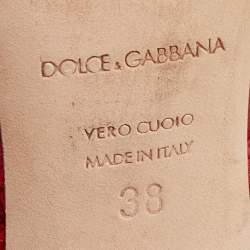 DOLCE & GABBANA
VERO CUOIO
MADE IN ITALY
38